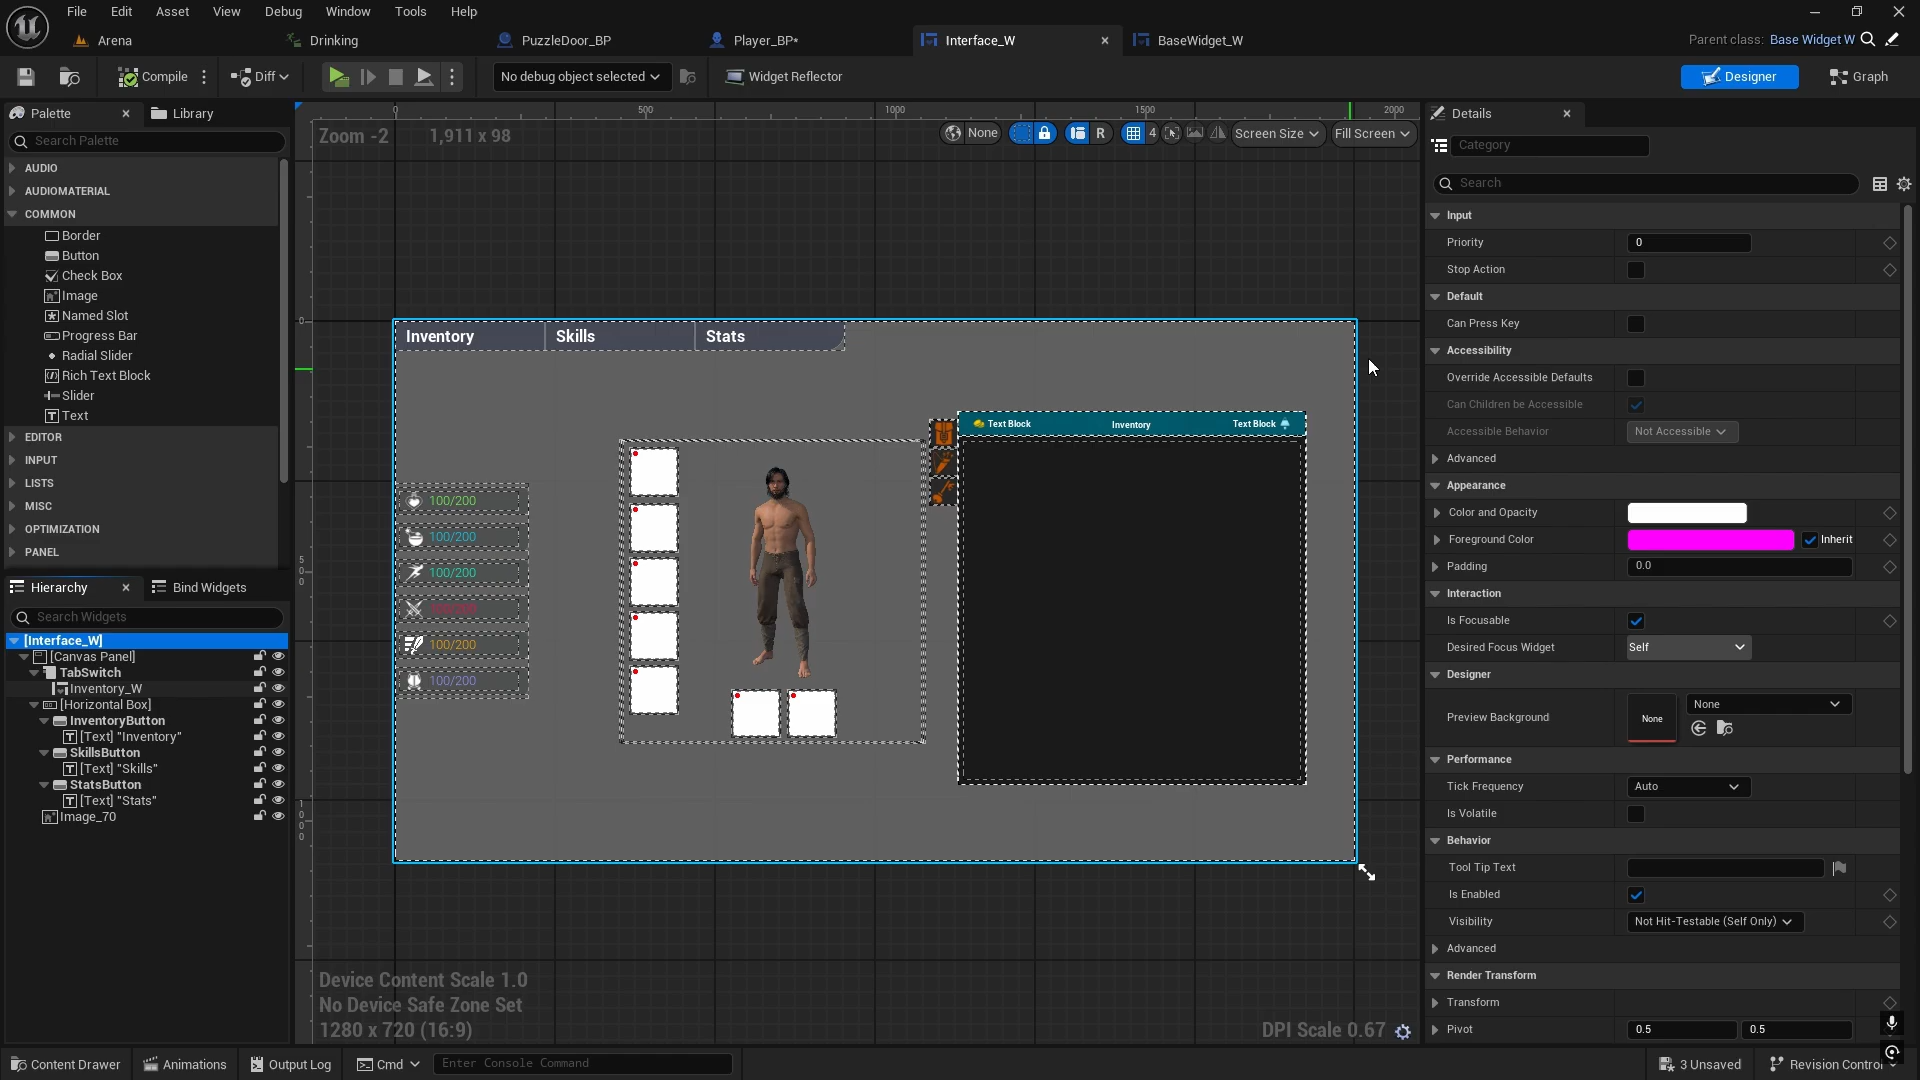 File Edit Asset View Debug Window Tools Help
Arena Drinking PuzzleDoor_BP Player_BP* Interface_W BaseWidget_W Parent class: Base Widget W
Compile Diff No debug object selected Widget Reflector Designer Graph
Palette Library
Search Palette
AUDIO
AUDIOMATERIAL
COMMON
Border
Button
Check Box
Image
Named Slot
Progress Bar
Radial Slider
Rich Text Block
Slider
Text
EDITOR
INPUT
LISTS
MISC
OPTIMIZATION
PANEL
Hierarchy Bind Widgets
Search Widgets
[Interface_W]
[Canvas Panel]
TabSwitch
Inventory_W
[Horizontal Box]
InventoryButton
[Text] "Inventory"
SkillsButton
[Text] "Skills"
StatsButton
[Text] "Stats"
Image_70
0 500 1000 1500 2000
Zoom -2 1,911 x 98 None R 4 Screen Size Fill Screen
0
500
1000
Inventory Skills Stats
Text Block Inventory Text Block
100/200
100/200
100/200
100/200
100/200
Device Content Scale 1.0
No Device Safe Zone Set
1280 x 720 (16:9) DPI Scale 0.67
Details
Category
Search
Input
Priority 0
Stop Action
Default
Can Press Key
Accessibility
Override Accessible Defaults
Can Children be Accessible
Accessible Behavior Not Accessible
Advanced
Appearance
Color and Opacity
Foreground Color Inherit
Padding 0.0
Interaction
Is Focusable
Desired Focus Widget Self
Designer
Preview Background None None
Performance
Tick Frequency Auto
Is Volatile
Behavior
Tool Tip Text
Is Enabled
Visibility Not Hit-Testable (Self Only)
Advanced
Render Transform
Transform
Pivot 0.5 0.5
Content Drawer Animations Output Log Cmd Enter Console Command 3 Unsaved Revision Contro